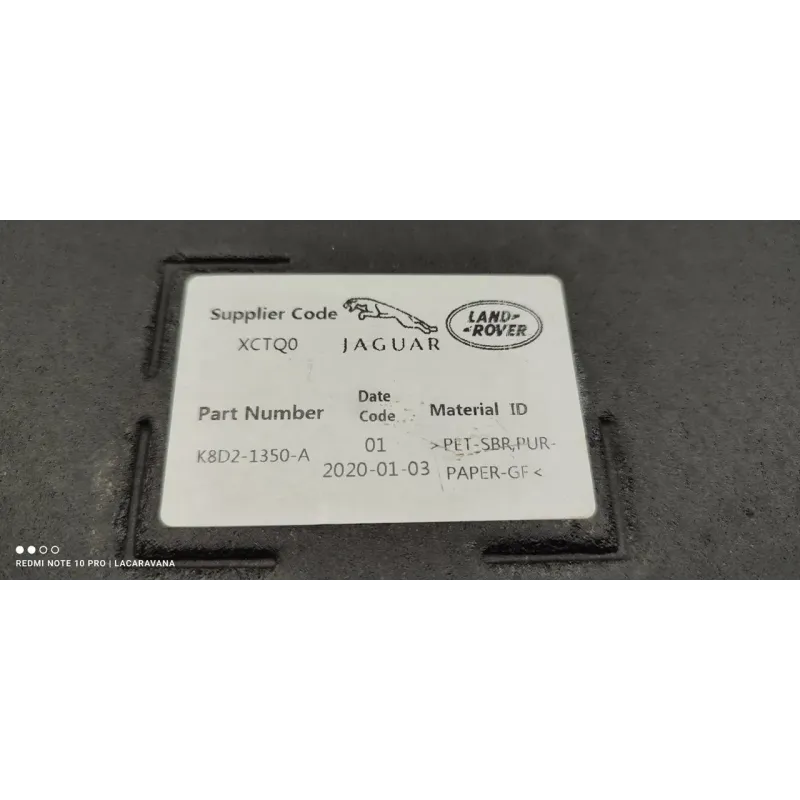 Supplier Code
XCTQ0
JAGUAR
LAND-
-ROVER
Part Number
Date
Code
Material ID
K8D2-1350-A
01
2020-01-03
>PET-SBR,PUR-
PAPER-GF<
REDMI NOTE 10 PRO | LACARAVANA